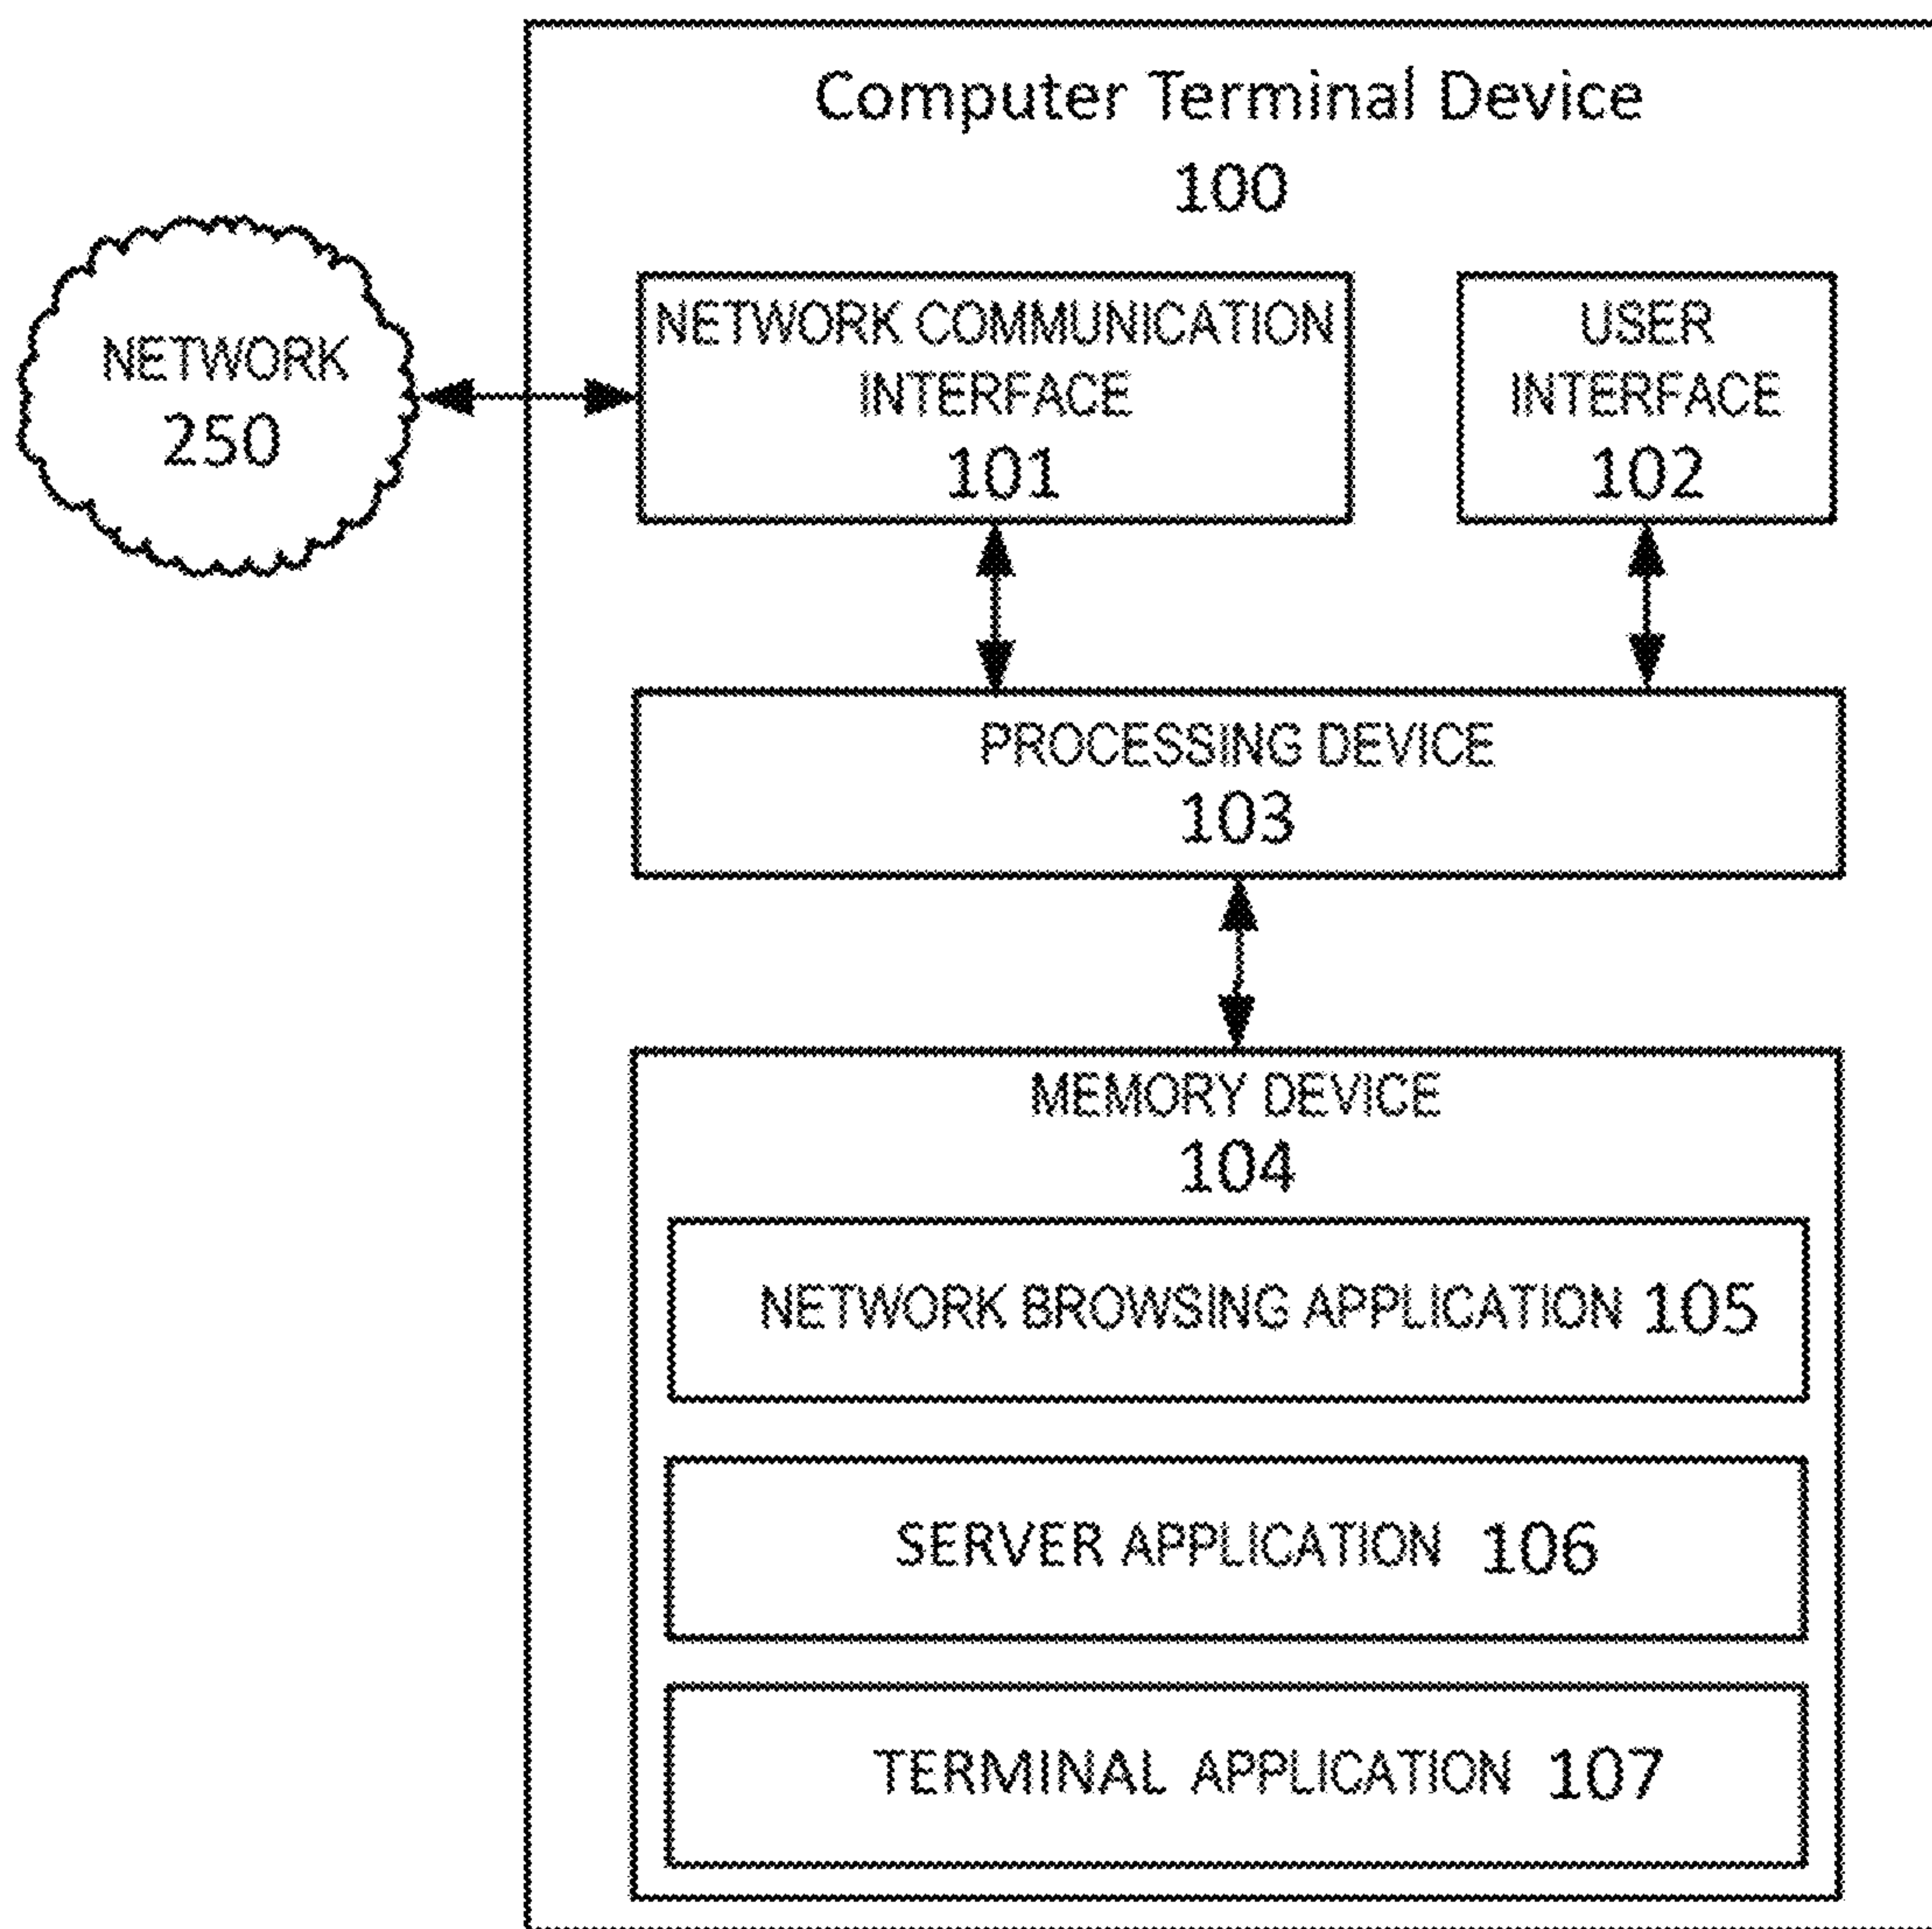 Computer Terminal Device
100
NETWORK
250
NETWORK COMMUNICATION
INTERFACE
101
USER
INTERFACE
102
PROCESSING DEVICE
103
MEMORY DEVICE
104
NETWORK BROWSING APPLICATION 105
SERVER APPLICATION 106
TERMINAL APPLICATION 107